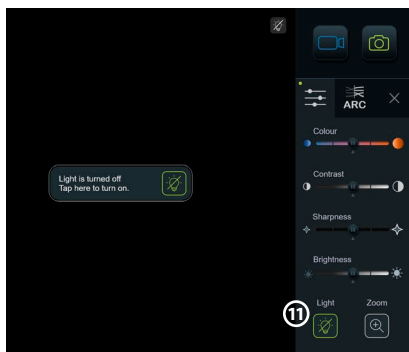 ARC
Colour
Light is turned off
Tap here to turn on.
Contrast
Sharpness
Brightness
Light
Zoom
11